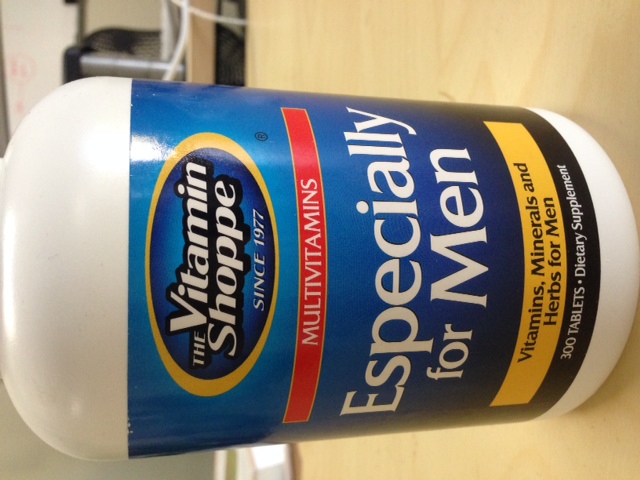 THE Vitamin
Shoppe
SINCE 1977
®
MULTIVITAMINS
Especially
for Men
Vitamins, Minerals and
Herbs for Men
300 TABLETS • Dietary Supplement